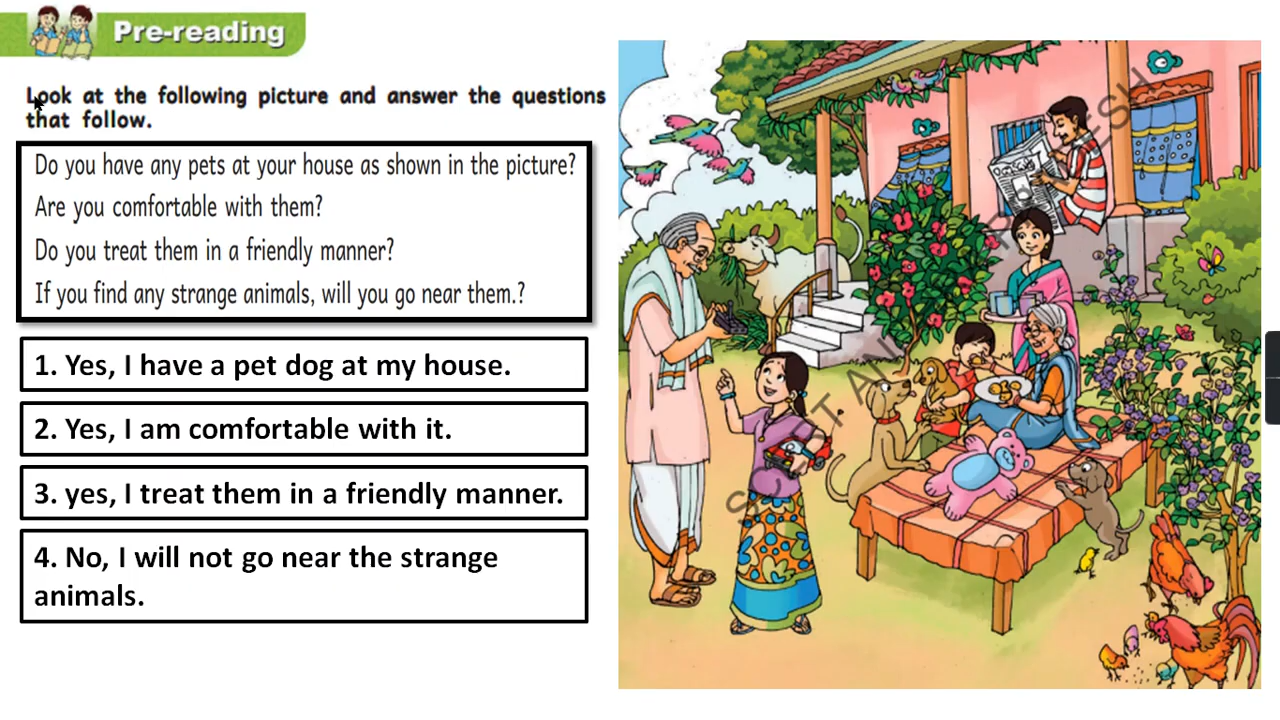 Pre-reading
Look at the following picture and answer the questions
that follow.
Do you have any pets at your house as shown in the picture?
Are you comfortable with them?
Do you treat them in a friendly manner?
If you find any strange animals, will you go near them.?
1. Yes, I have a pet dog at my house.
2. Yes, I am comfortable with it.
3. yes, I treat them in a friendly manner.
4. No, I will not go near the strange
animals.